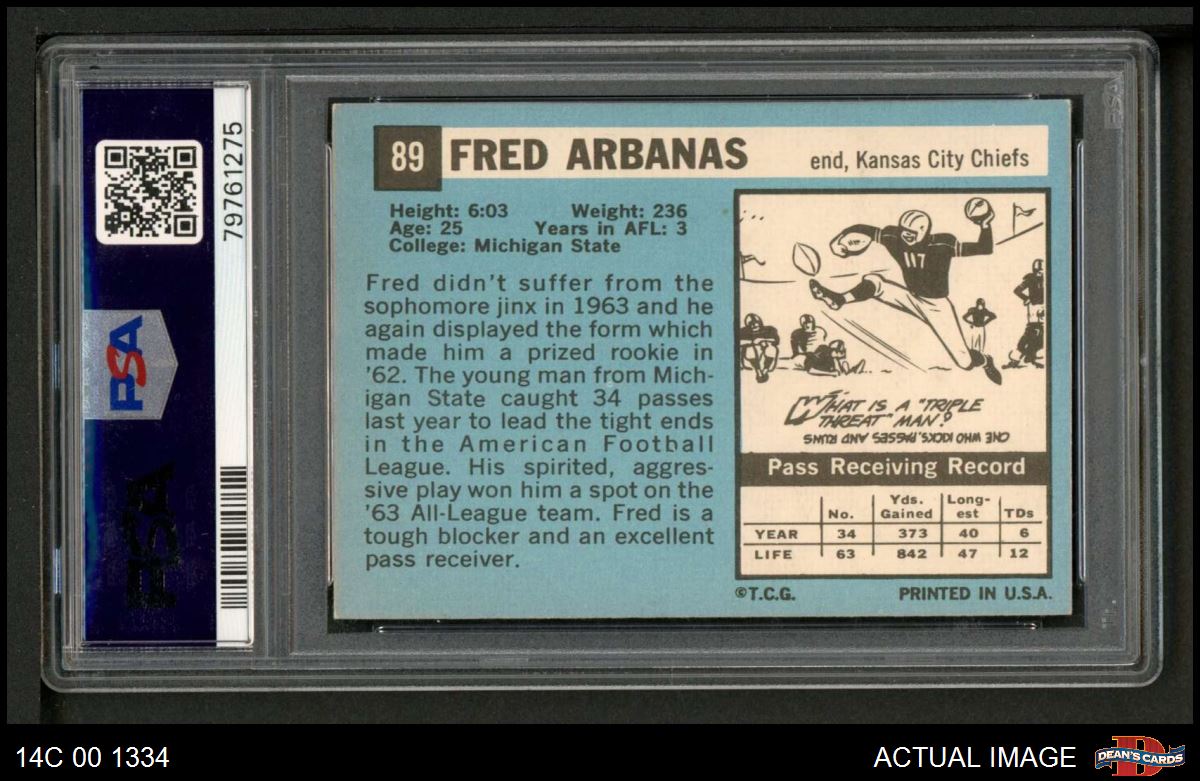 79761275
PSA
PSA
89 FRED ARBANAS end, Kansas City Chiefs
Height: 6:03 Weight: 236
Age: 25 Years in AFL: 3
College: Michigan State
Fred didn't suffer from the
sophomore jinx in 1963 and he
again displayed the form which
made him a prized rookie in
'62. The young man from Mich-
igan State caught 34 passes
last year to lead the tight ends
in the American Football
League. His spirited, aggres-
sive play won him a spot on the
'63 All-League team. Fred is a
tough blocker and an excellent
pass receiver.
117
WHAT IS A "TRIPLE
THREAT" MAN?
ONE WHO KICKS, PASSES AND RUNS
Pass Receiving Record
No. Yds. Gained Long-est TDs
YEAR 34 373 40 6
LIFE 63 842 47 12
©T.C.G. PRINTED IN U.S.A.
PSA
14C 00 1334 ACTUAL IMAGE
D
DEAN'S CARDS